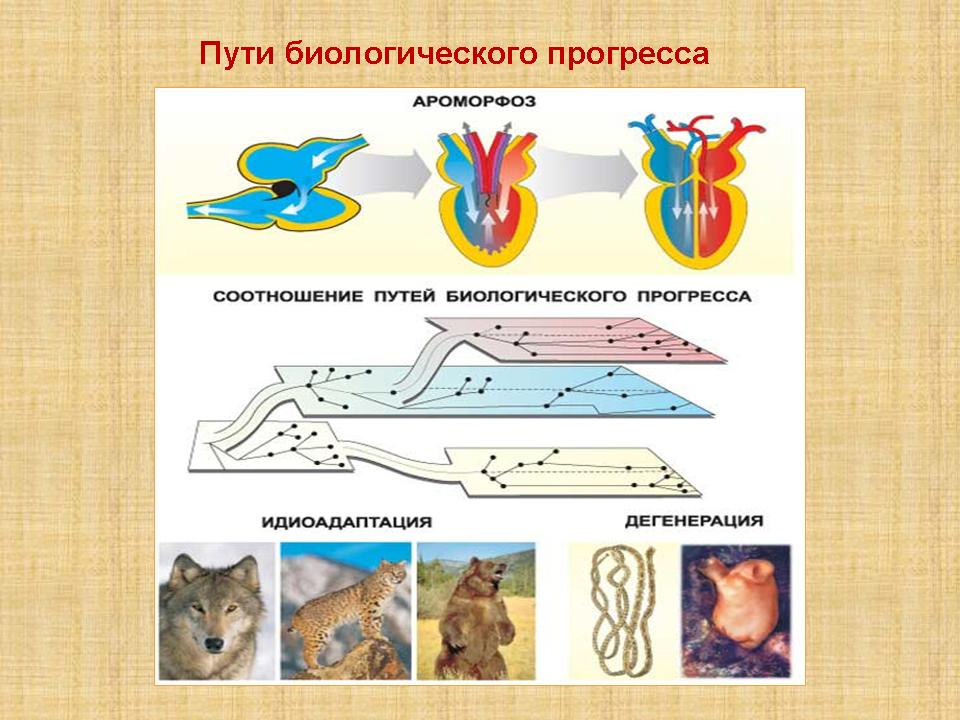 Пути биологического прогресса
АРОМОРФОЗ
СООТНОШЕНИЕ ПУТЕЙ БИОЛОГИЧЕСКОГО ПРОГРЕССА
ИДИОАДАПТАЦИЯ
ДЕГЕНЕРАЦИЯ